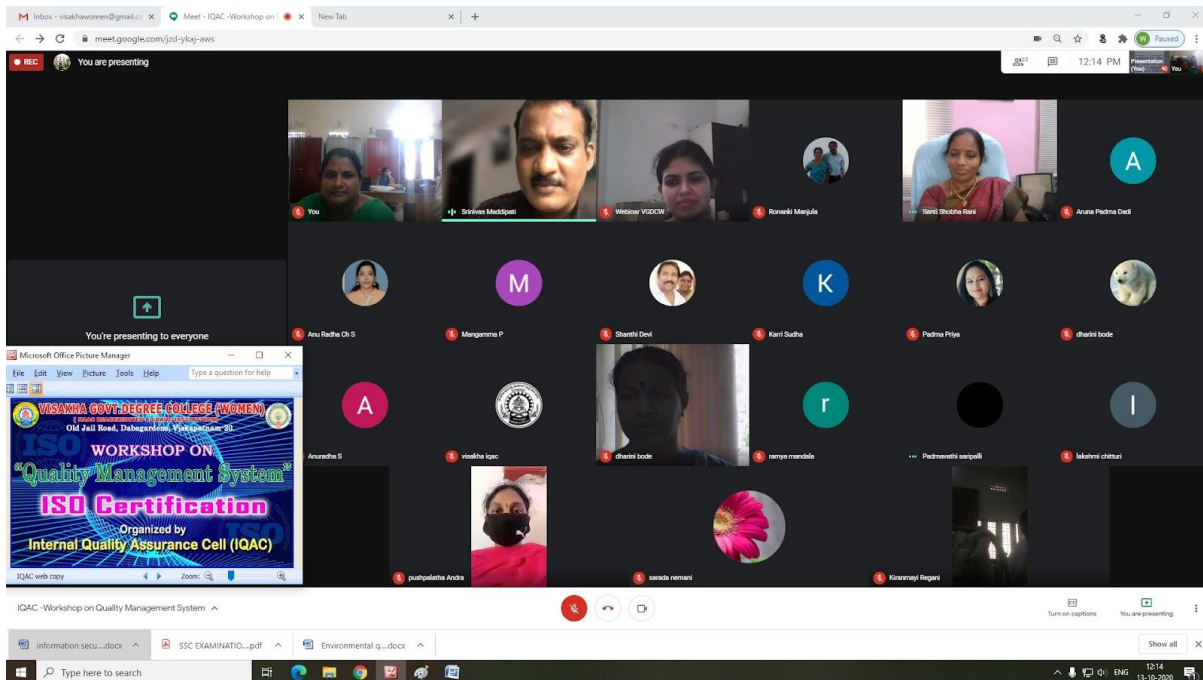 Inbox - visakhawomen@gmail.c
Meet - IQAC -Workshop on
New Tab
meet.google.com/jzd-ykaj-aws
W Paused
REC
You are presenting
22
12:14 PM
Presentation (You)
You
You
Srinivas Maddipati
Webinar VGDCW
Ronanki Manjula
Santi Shobha Rani
A
Aruna Padma Dadi
Anu Radha Ch S
M
Mangamma P
Shanthi Devi
K
Karri Sudha
Padma Priya
dharini bode
You're presenting to everyone
A
Anuradha S
visakha iqac
dharini bode
r
ramya mandala
Padmavathi saripalli
l
lakshmi chitturi
pushpalatha Andra
sarada nemani
Kiranmayi Regani
Microsoft Office Picture Manager
File Edit View Picture Tools Help
Type a question for help
VISAKHA GOVT.DEGREE COLLEGE (WOMEN)
Old Jail Road, Dabagardens, Visakapatnam-20.
WORKSHOP ON
"Quality Management System"
ISO Certification
Organized by
Internal Quality Assurance Cell (IQAC)
IQAC web copy
Zoom:
IQAC -Workshop on Quality Management System
Turn on captions
You are presenting
information secu....docx
SSC EXAMINATIO....pdf
Environmental q....docx
Show all
Type here to search
ENG
12:14
13-10-2020